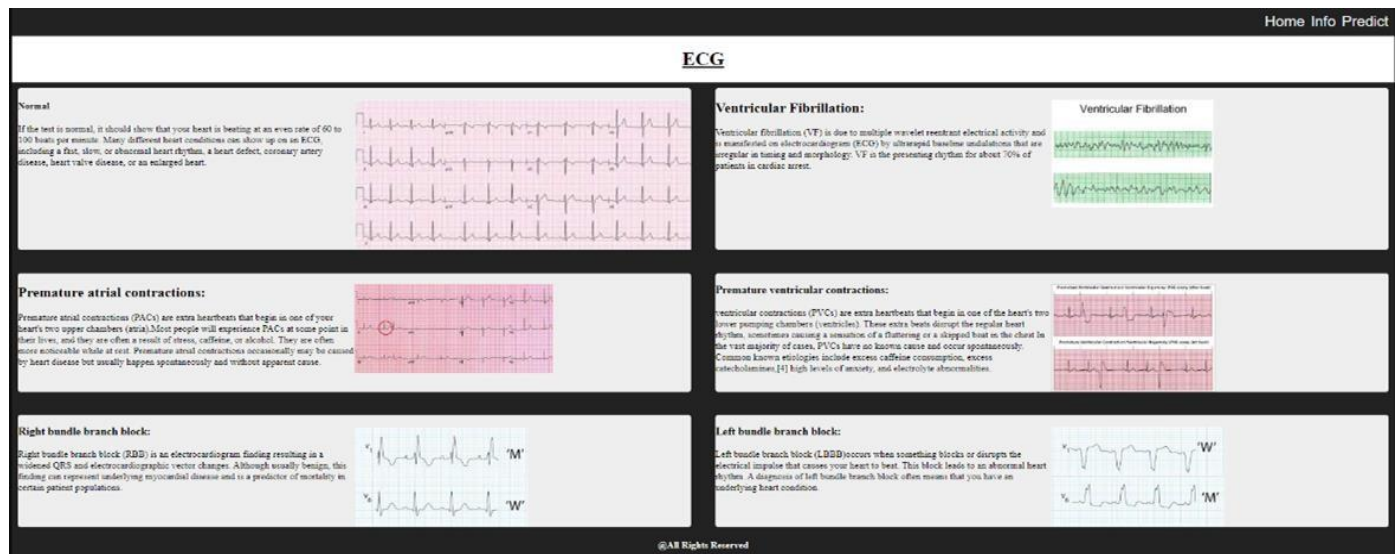 Home Info Predict
ECG
Normal
If the test is normal, it should show that your heart is beating at an even rate of 60 to
100 beats per minute. Many different heart conditions can show up on an ECG,
including a fast, slow, or abnormal heart rhythm, a heart defect, coronary artery
disease, heart valve disease, or an enlarged heart.
Ventricular Fibrillation:
Ventricular fibrillation (VF) is due to multiple wavelet reentrant electrical activity and
is manifested on electrocardiogram (ECG) by ultrarapid baseline undulations that are
irregular in timing and morphology. VF is the presenting rhythm for about 70% of
patients in cardiac arrest.
Ventricular Fibrillation
Premature atrial contractions:
Premature atrial contractions (PACs) are extra heartbeats that begin in one of your
heart's two upper chambers (atria).Most people will experience PACs at some point in
their lives, and they are often a result of stress, caffeine, or alcohol. They are often
more noticeable while at rest. Premature atrial contractions occasionally may be caused
by heart disease but usually happen spontaneously and without apparent cause.
Premature ventricular contractions:
ventricular contractions (PVCs) are extra heartbeats that begin in one of the heart's two
lower pumping chambers (ventricles). These extra beats disrupt the regular heart
rhythm, sometimes causing a sensation of a fluttering or a skipped beat in the chest In
the vast majority of cases, PVCs have no known cause and occur spontaneously.
Common known etiologies include excess caffeine consumption, excess
catecholamines,[4] high levels of anxiety, and electrolyte abnormalities.
Right bundle branch block:
Right bundle branch block (RBB) is an electrocardiogram finding resulting in a
widened QRS and electrocardiographic vector changes. Although usually benign, this
finding can represent underlying myocardial disease and is a predictor of mortality in
certain patient populations.
V1 'M'
V6 'W'
Left bundle branch block:
Left bundle branch block (LBBB)occurs when something blocks or disrupts the
electrical impulse that causes your heart to beat. This block leads to an abnormal heart
rhythm. A diagnosis of left bundle branch block often means that you have an
underlying heart condition.
V1 'W'
V6 'M'
@All Rights Reserved